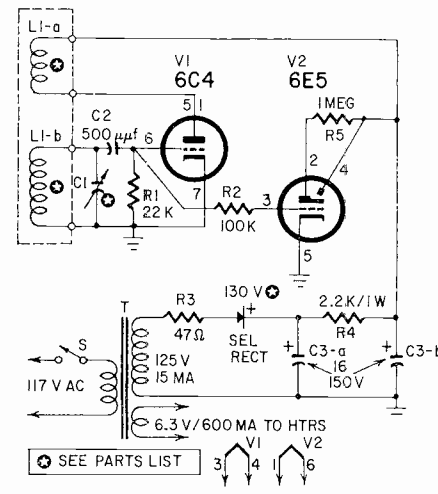 L1-a
V1
6C4
V2
6E5
1MEG
R5
5 1
C2
500 μμf
6
2
4
L1-b
C1
R1
22K
7
R2
100K
3
5
T
R3
47Ω
130 V
+
SEL
RECT
2.2K/1W
R4
S
117 V AC
125V
15 MA
+
C3-a
16
150V
+
C3-b
6.3 V/600 MA TO HTRS
SEE PARTS LIST
V1
V2
3 4
1 6